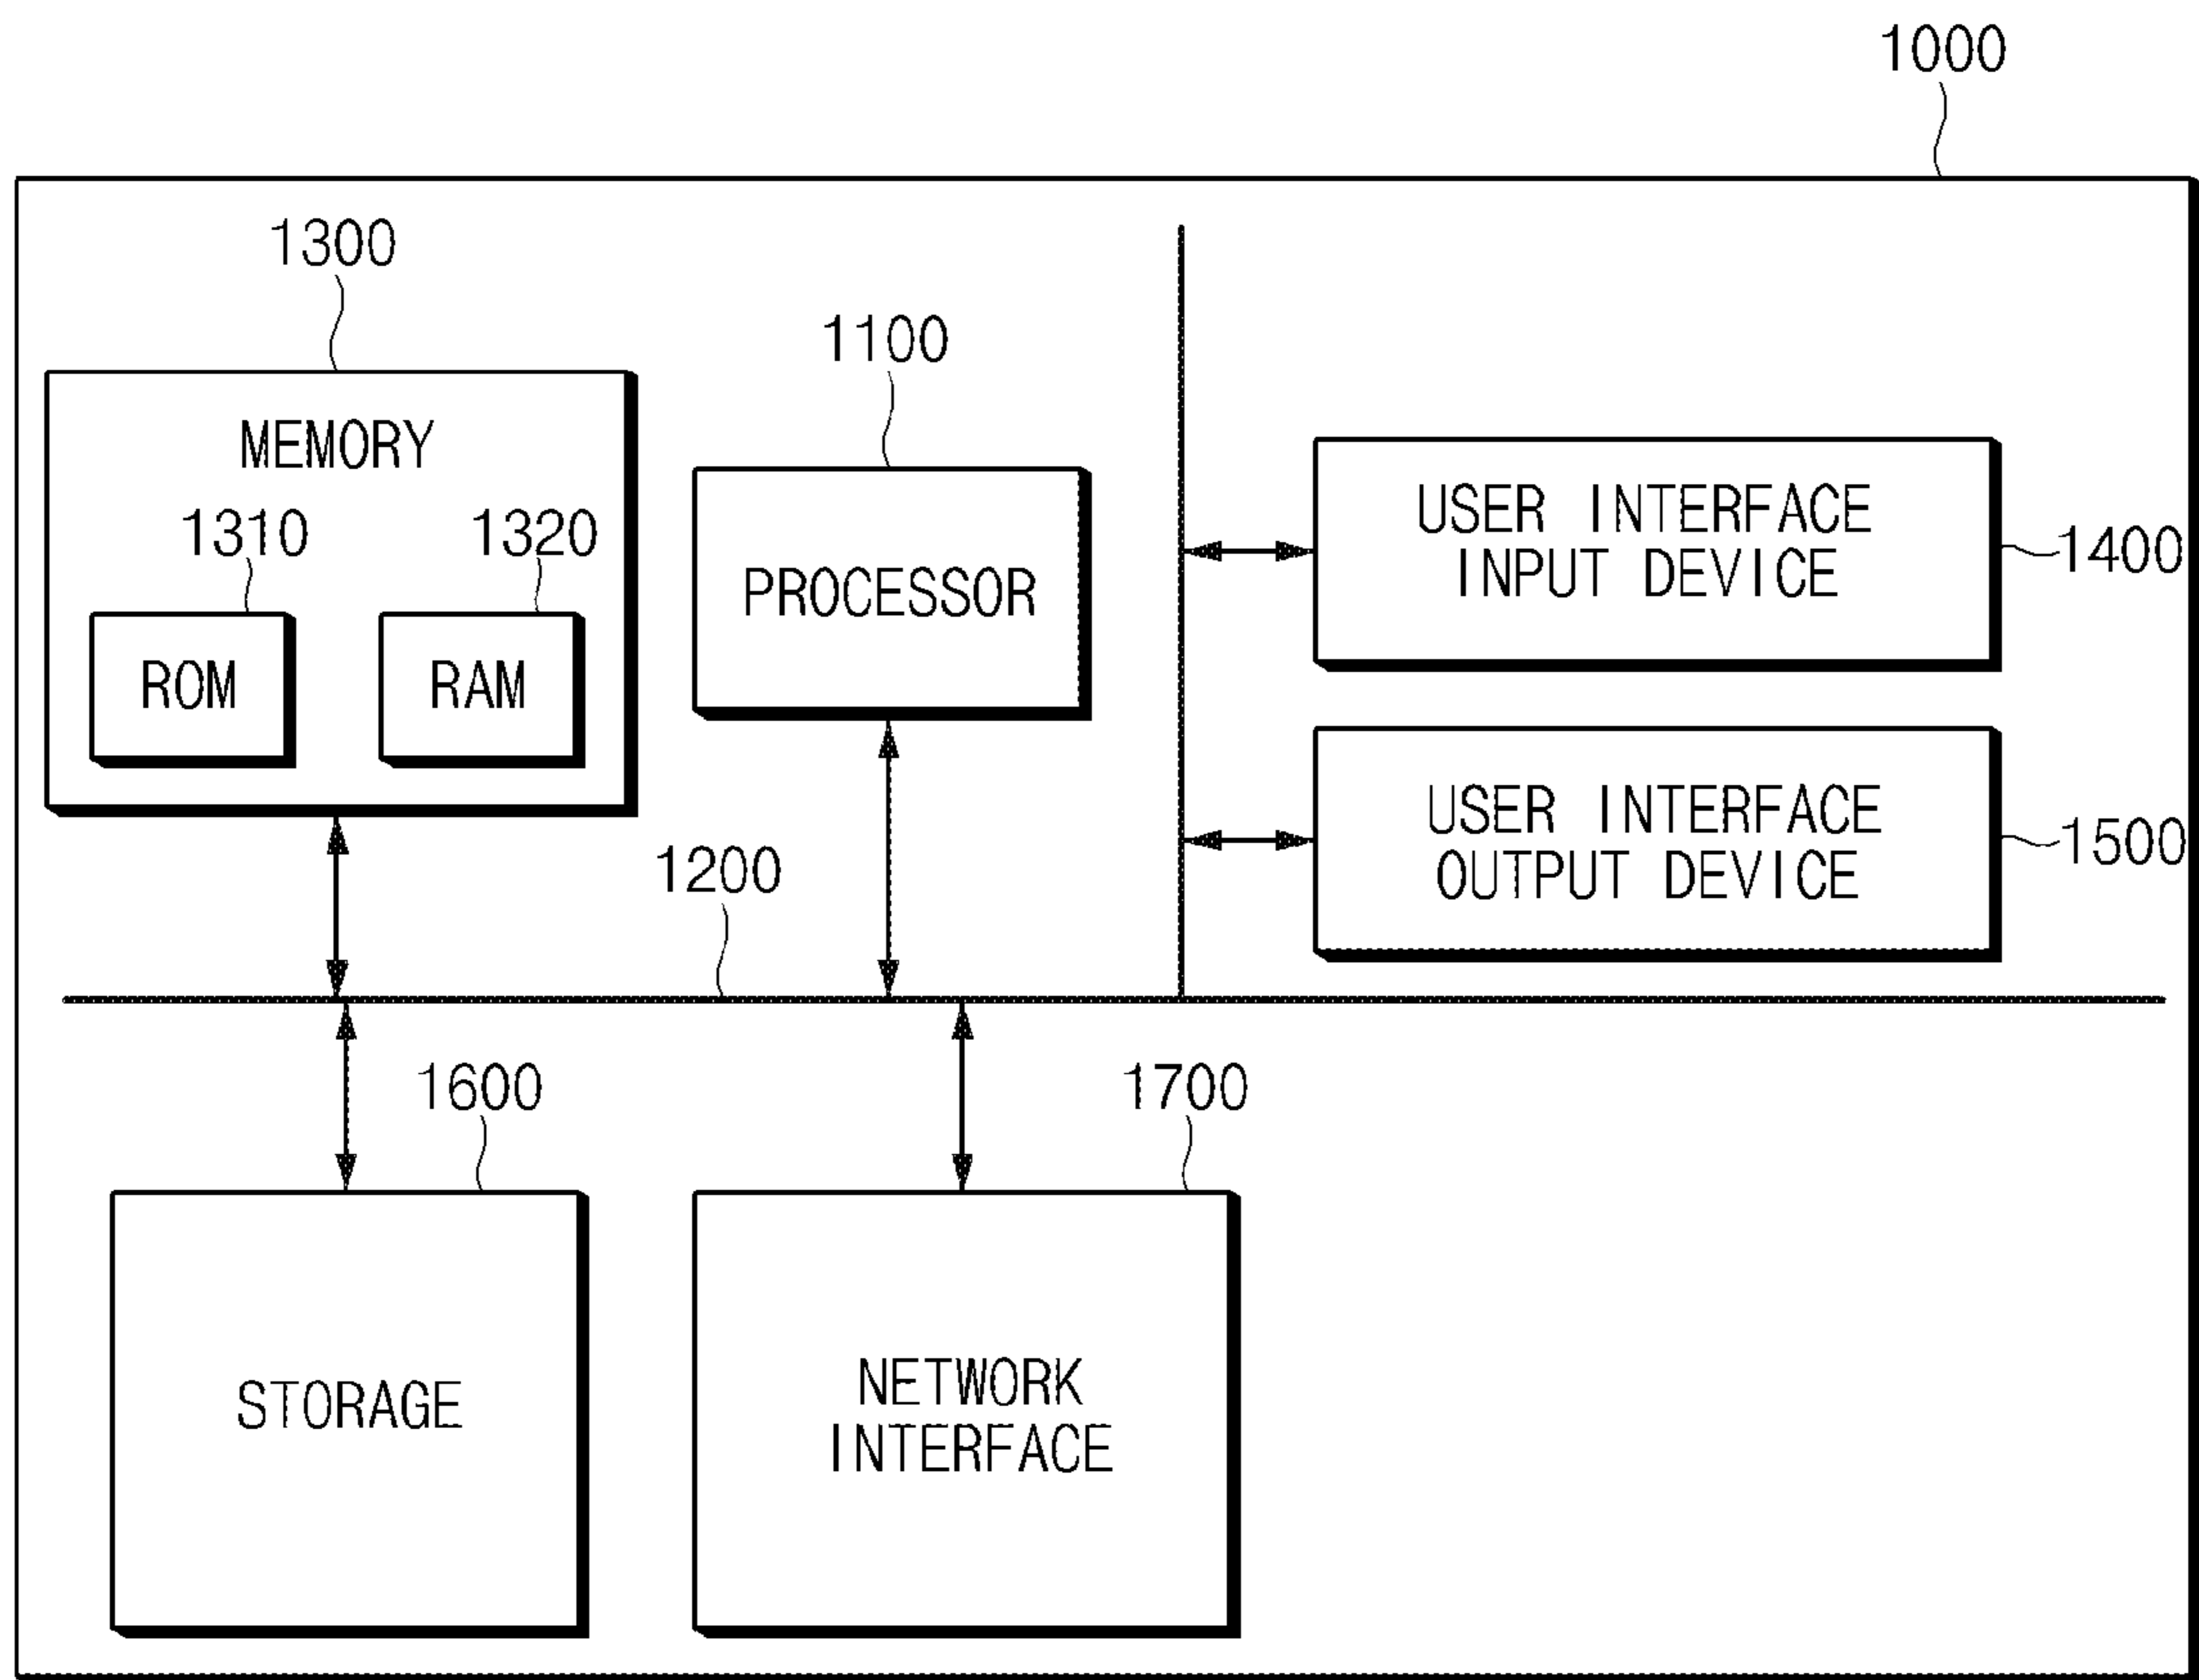 1000
1300
1100
MEMORY
1310
1320
ROM
RAM
PROCESSOR
USER INTERFACE
INPUT DEVICE
1400
USER INTERFACE
OUTPUT DEVICE
1500
1200
1600
1700
STORAGE
NETWORK
INTERFACE